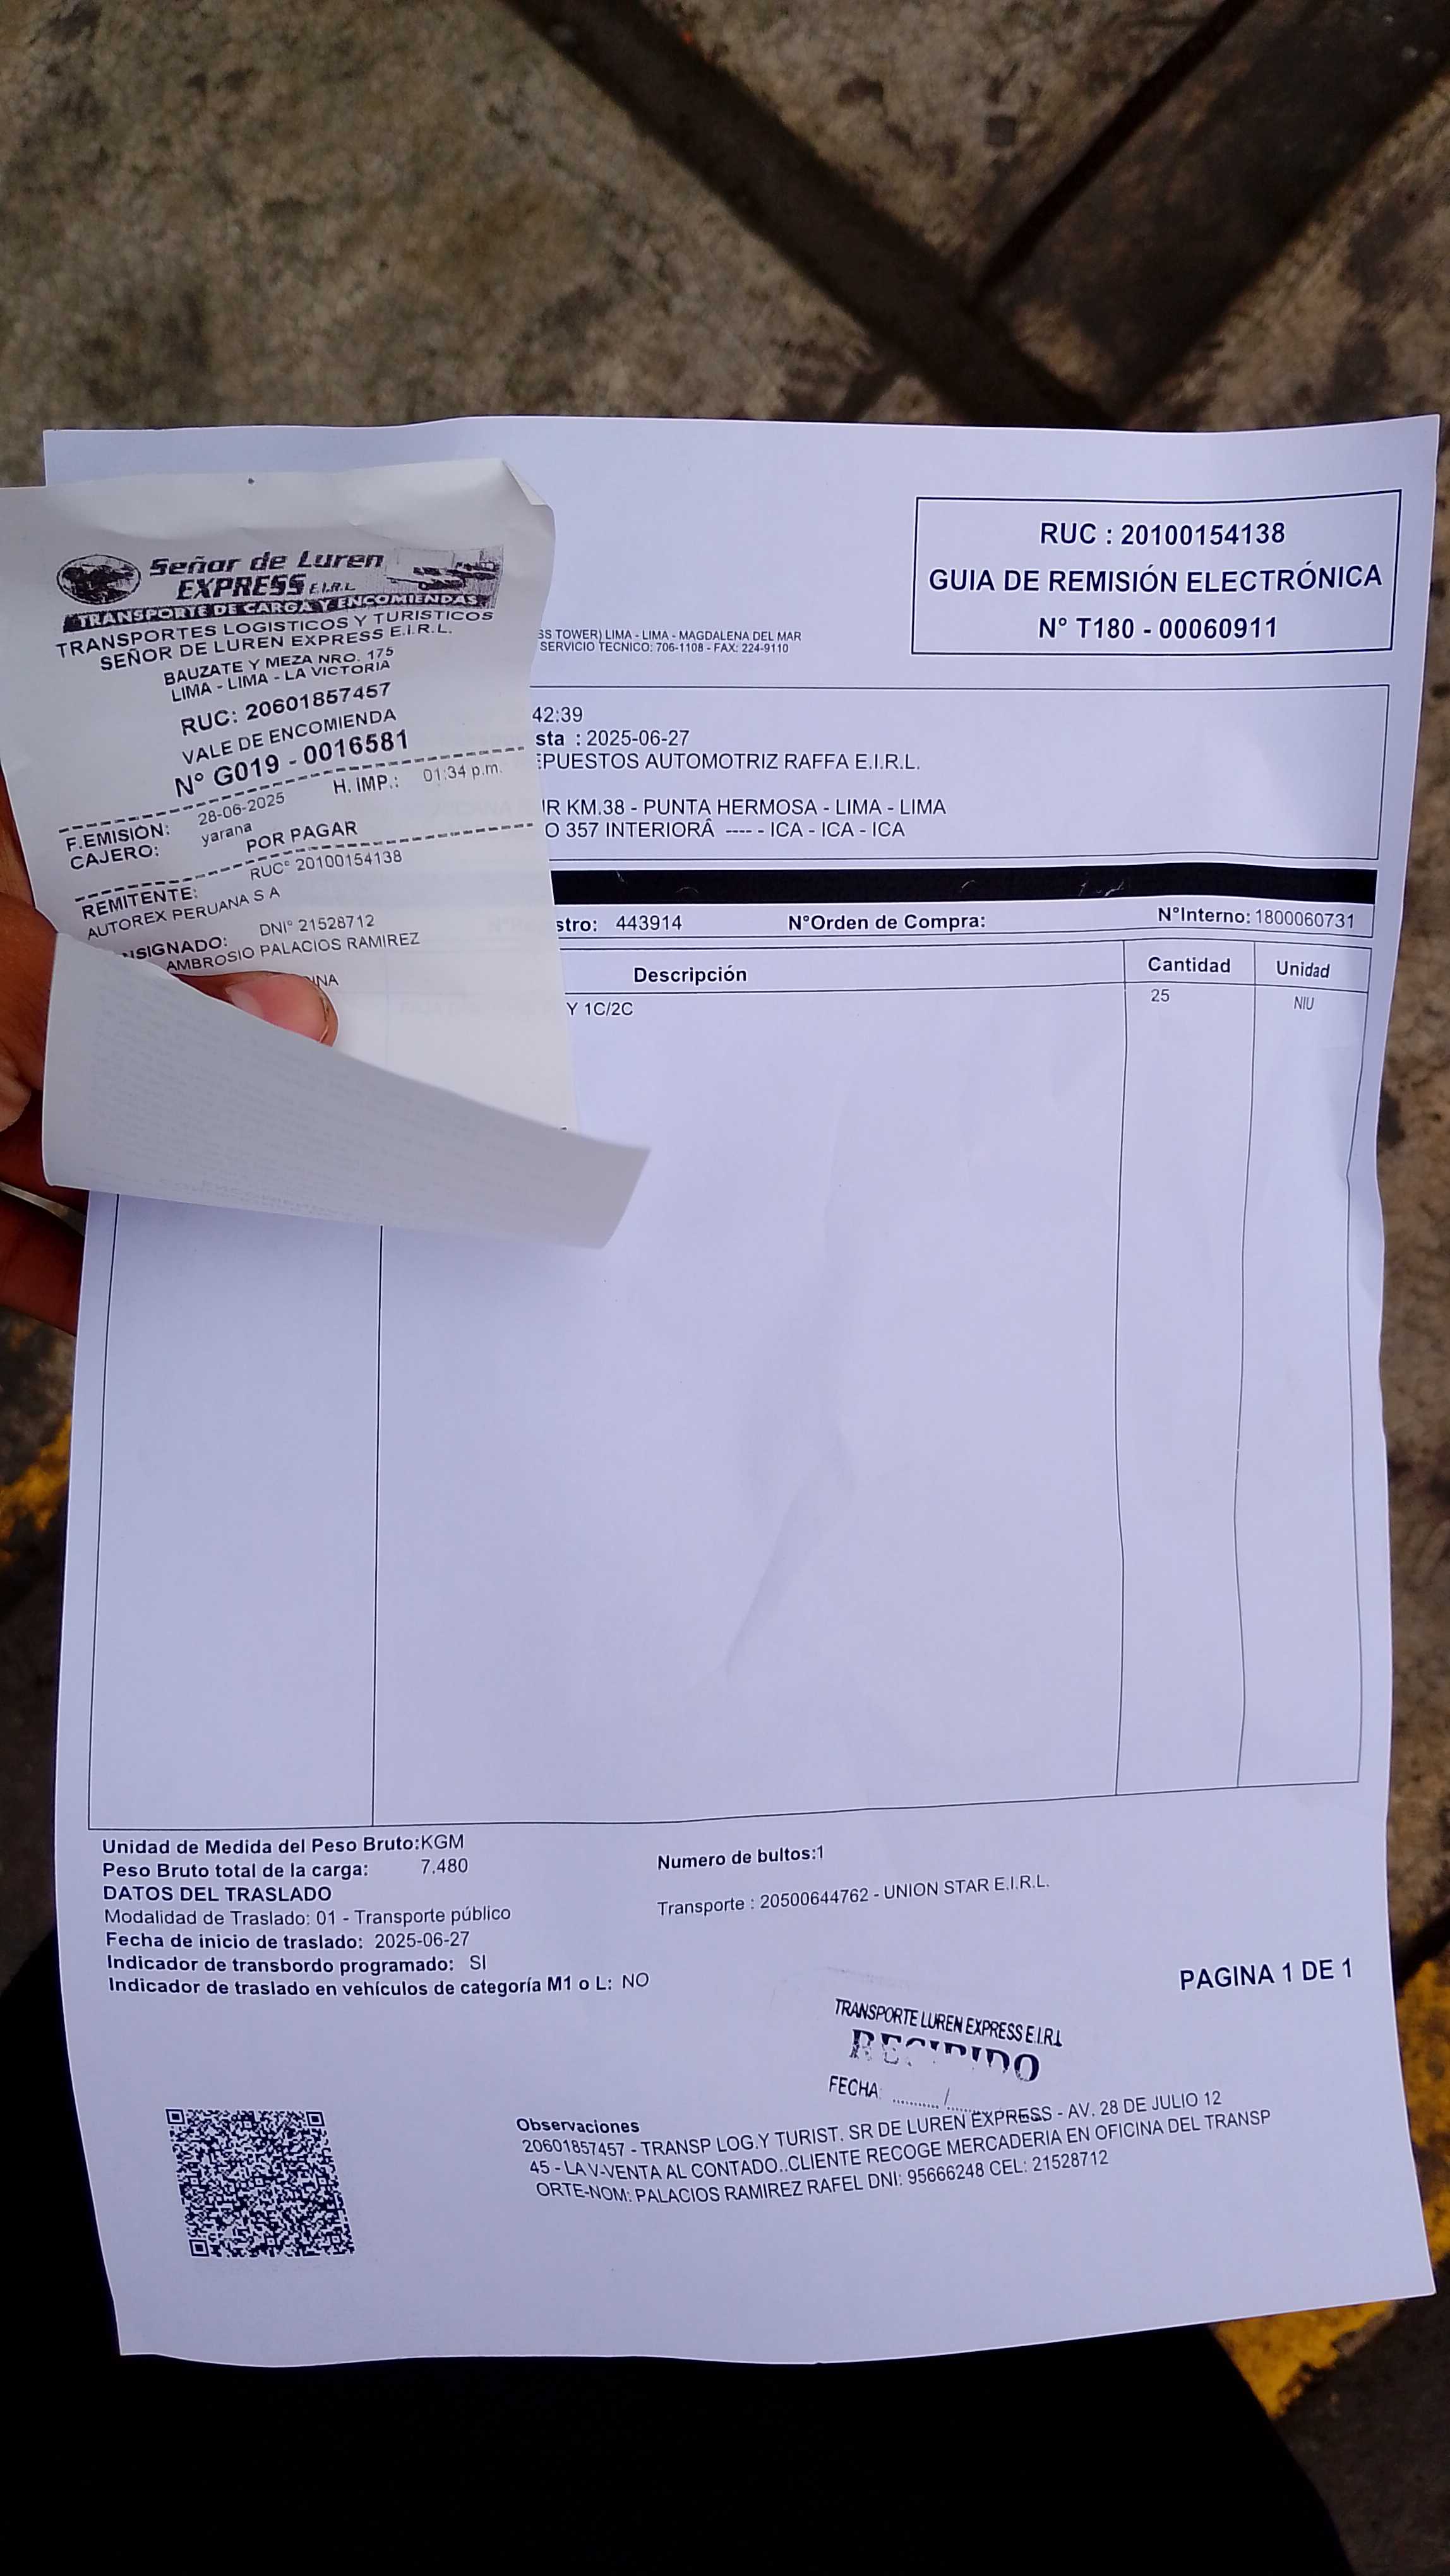 Señor de Luren
EXPRESS E.I.R.L.
TRANSPORTE DE CARGA Y ENCOMIENDAS
TRANSPORTES LOGISTICOS Y TURISTICOS
SEÑOR DE LUREN EXPRESS E.I.R.L.
BAUZATE Y MEZA NRO. 175
LIMA - LIMA - LA VICTORIA
RUC: 20601857457
VALE DE ENCOMIENDA
N° G019 - 0016581
F.EMISIÓN: 28-06-2025 H. IMP.: 01:34 p.m.
CAJERO: yarana
POR PAGAR
REMITENTE: RUC° 20100154138
AUTOREX PERUANA S A
NSIGNADO: DNI° 21528712
AMBROSIO PALACIOS RAMIREZ
INA
RUC : 20100154138
GUIA DE REMISIÓN ELECTRÓNICA
N° T180 - 00060911
SS TOWER) LIMA - LIMA - MAGDALENA DEL MAR
SERVICIO TECNICO: 706-1108 - FAX: 224-9110
42:39
sta : 2025-06-27
EPUESTOS AUTOMOTRIZ RAFFA E.I.R.L.
UR KM.38 - PUNTA HERMOSA - LIMA - LIMA
O 357 INTERIORÂ ---- - ICA - ICA - ICA
stro: 443914 N°Orden de Compra: N°Interno: 1800060731
Descripción Cantidad Unidad
Y 1C/2C 25 NIU
Unidad de Medida del Peso Bruto:KGM
Peso Bruto total de la carga: 7.480
Numero de bultos:1
DATOS DEL TRASLADO
Modalidad de Traslado: 01 - Transporte público
Transporte : 20500644762 - UNION STAR E.I.R.L.
Fecha de inicio de traslado: 2025-06-27
Indicador de transbordo programado: SI
Indicador de traslado en vehículos de categoría M1 o L: NO
PAGINA 1 DE 1
TRANSPORTE LUREN EXPRESS E.I.R.L
RECIBIDO
FECHA ........../..........
Observaciones
20601857457 - TRANSP LOG.Y TURIST. SR DE LUREN EXPRESS - AV. 28 DE JULIO 12
45 - LA V-VENTA AL CONTADO..CLIENTE RECOGE MERCADERIA EN OFICINA DEL TRANSP
ORTE-NOM: PALACIOS RAMIREZ RAFEL DNI: 95666248 CEL: 21528712